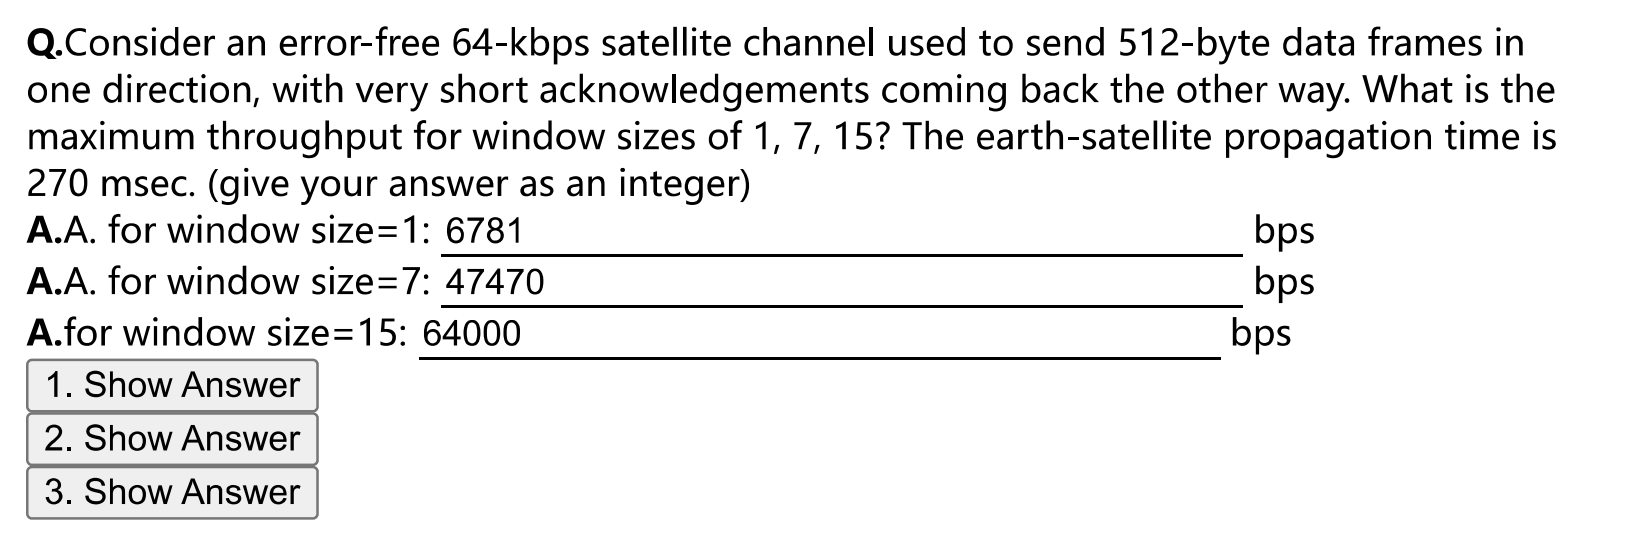 Q.Consider an error-free 64-kbps satellite channel used to send 512-byte data frames in
one direction, with very short acknowledgements coming back the other way. What is the
maximum throughput for window sizes of 1, 7, 15? The earth-satellite propagation time is
270 msec. (give your answer as an integer)
A.A. for window size=1: 6781 bps
A.A. for window size=7: 47470 bps
A.for window size=15: 64000 bps
1. Show Answer
2. Show Answer
3. Show Answer